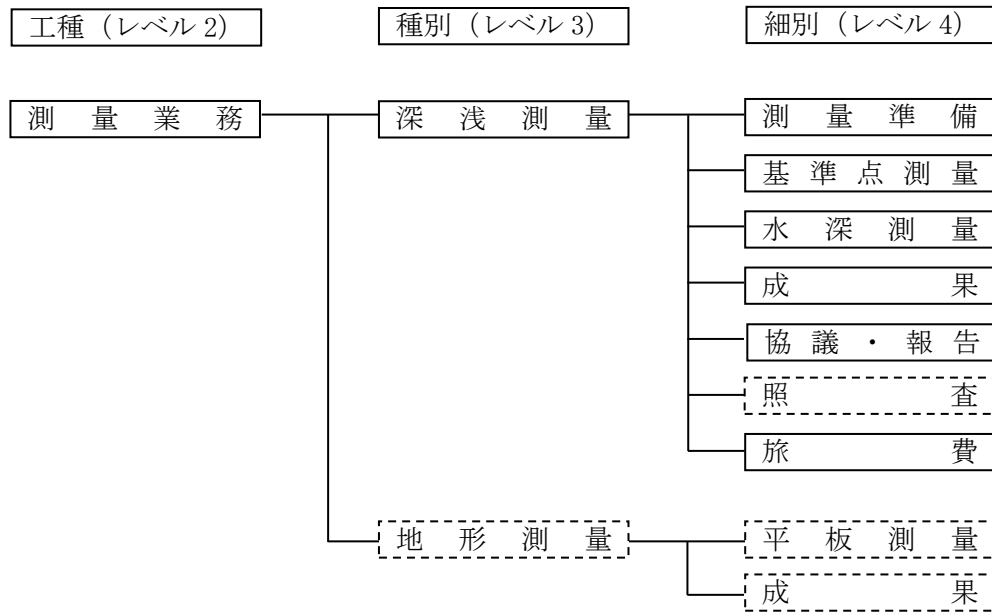 工種（レベル2） 種別（レベル3） 細別（レベル4）
測量業務 深浅測量 測量準備
基準点測量
水深測量
成果
協議・報告
照査
旅費
地形測量 平板測量
成果